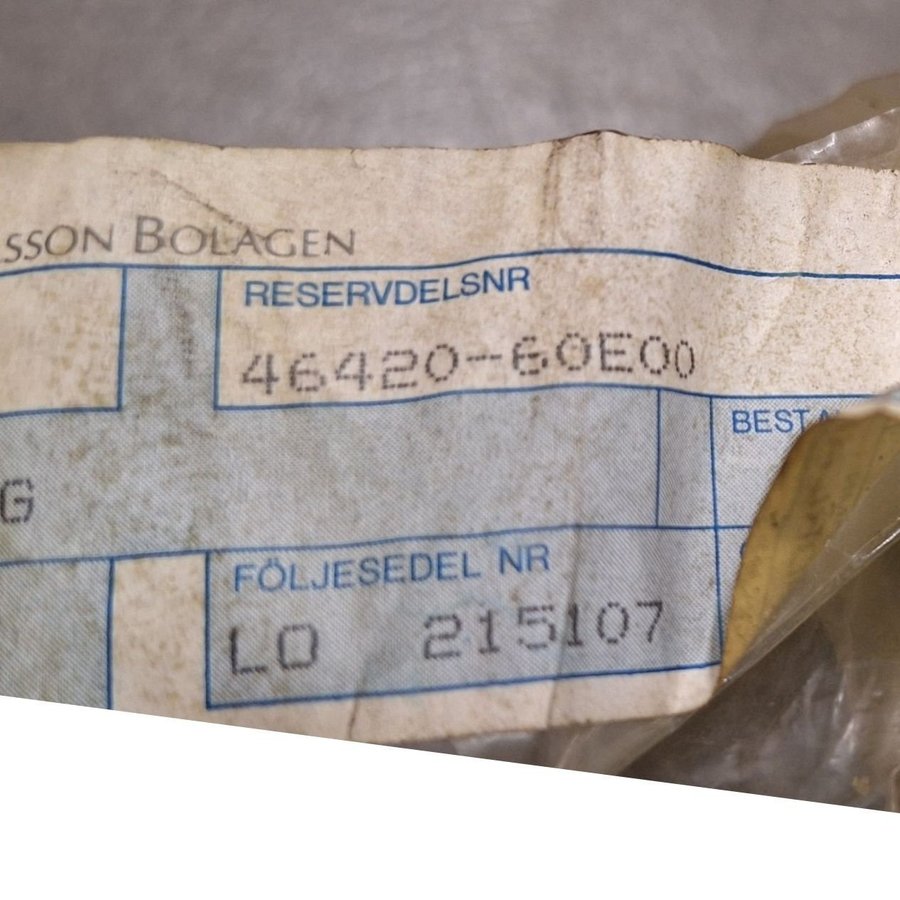 SSON BOLAGEN
RESERVDELSNR
46420-60E00
BEST
G
FÖLJESEDEL NR
LO 215107